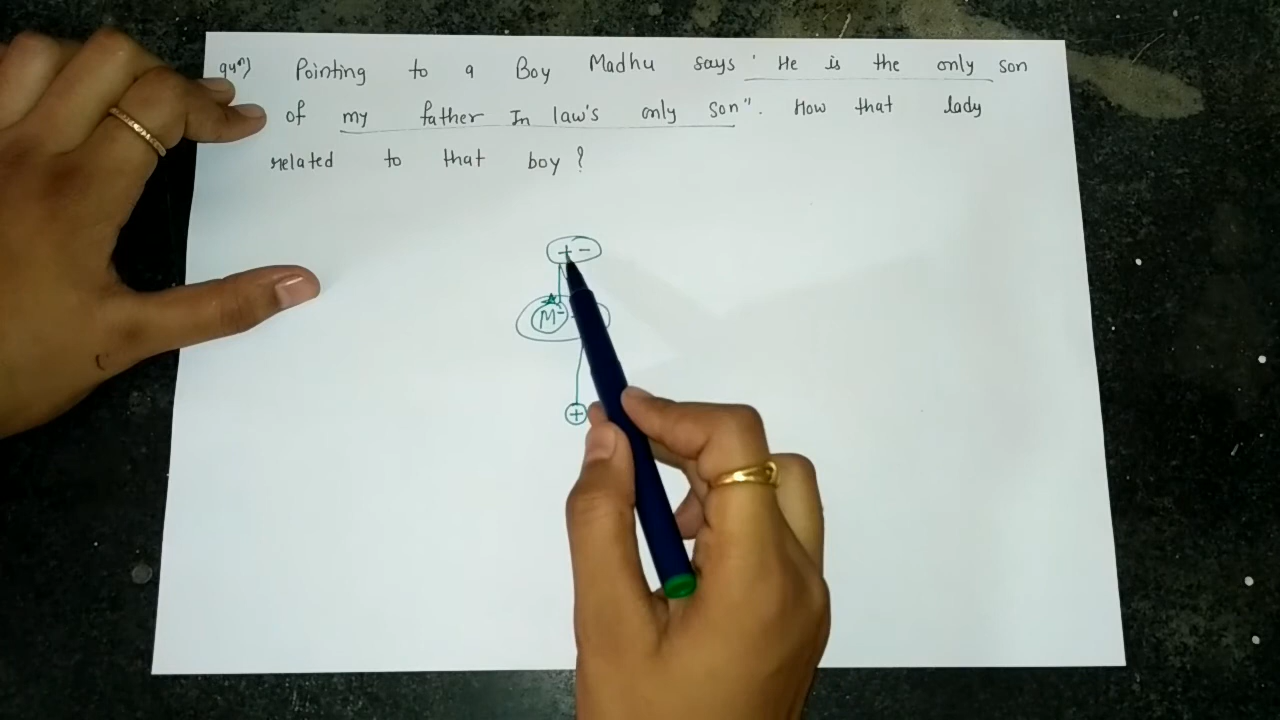 quⁿ) Pointing to a Boy Madhu says "He is the only son
of my father In law's only son". How that lady
related to that boy ?
+ -
M -
+